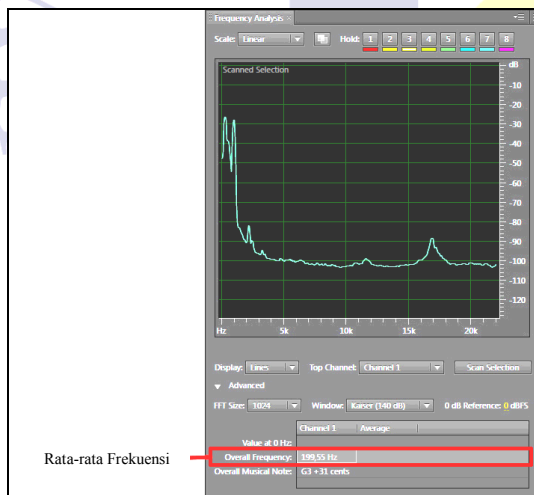 Frequency Analysis ×
Scale: Linear Hold: 1 2 3 4 5 6 7 8
Scanned Selection
dB
-10
-20
-30
-40
-50
-60
-70
-80
-90
-100
-110
-120
Hz 5k 10k 15k 20k
Display: Lines Top Channel: Channel 1 Scan Selection
Advanced
FFT Size: 1024 Window: Kaiser (140 dB) 0 dB Reference: 0 dBFS
Channel 1 Average
Value at 0 Hz:
Rata-rata Frekuensi Overall Frequency: 199,55 Hz
Overall Musical Note: G3 +31 cents